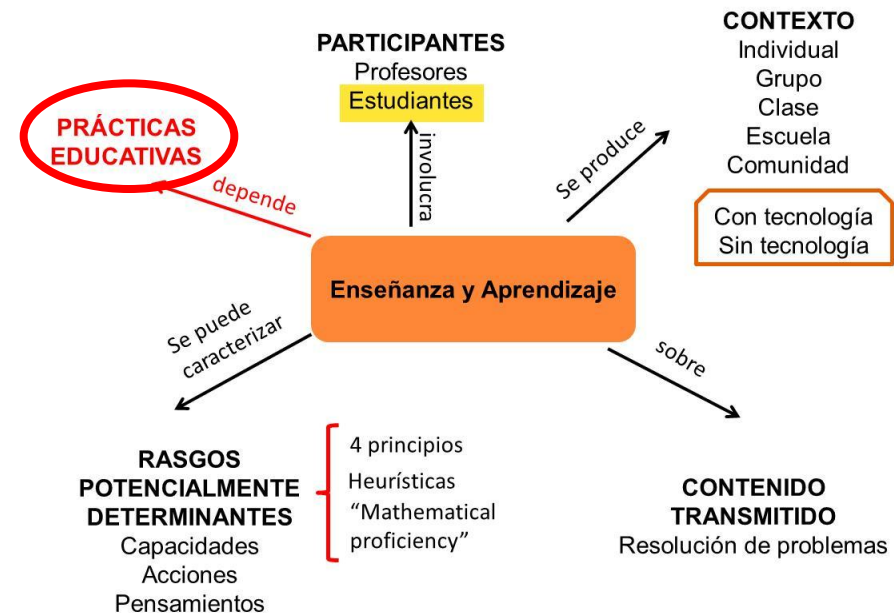 PARTICIPANTES
Profesores
Estudiantes
CONTEXTO
Individual
Grupo
Clase
Escuela
Comunidad
Con tecnología
Sin tecnología
PRÁCTICAS
EDUCATIVAS
depende
involucra
Se produce
Enseñanza y Aprendizaje
Se puede
caracterizar
sobre
RASGOS
POTENCIALMENTE
DETERMINANTES
Capacidades
Acciones
Pensamientos
4 principios
Heurísticas
“Mathematical
proficiency”
CONTENIDO
TRANSMITIDO
Resolución de problemas